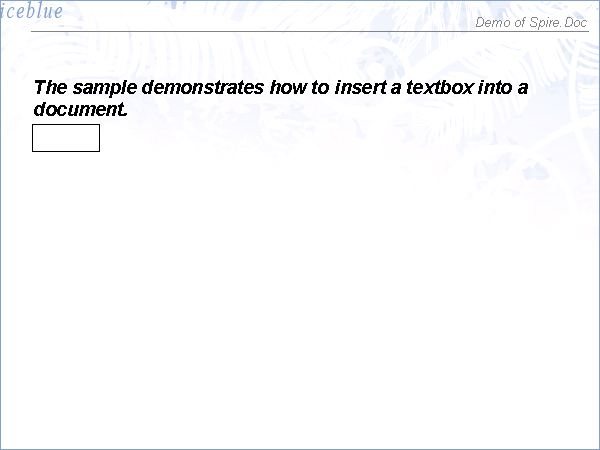 iceblue
Demo of Spire.Doc
The sample demonstrates how to insert a textbox into a
document.